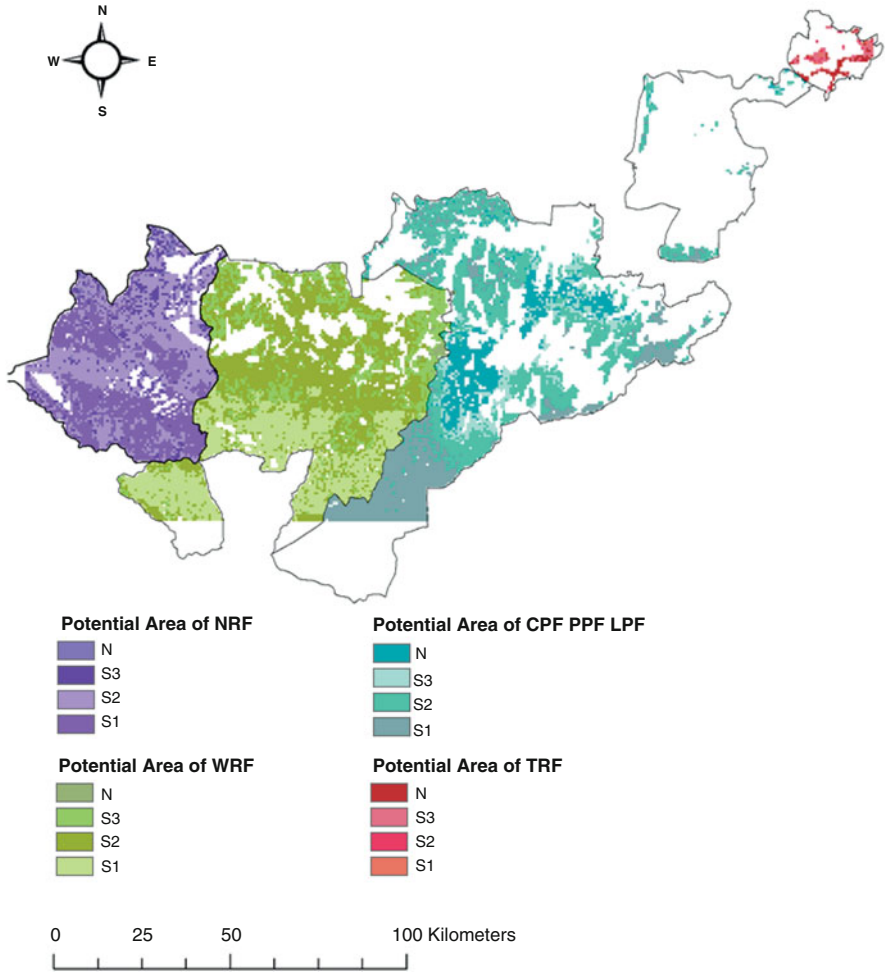 N
W E
S
Potential Area of NRF
N
S3
S2
S1
Potential Area of CPF PPF LPF
N
S3
S2
S1
Potential Area of WRF
N
S3
S2
S1
Potential Area of TRF
N
S3
S2
S1
0 25 50 100 Kilometers